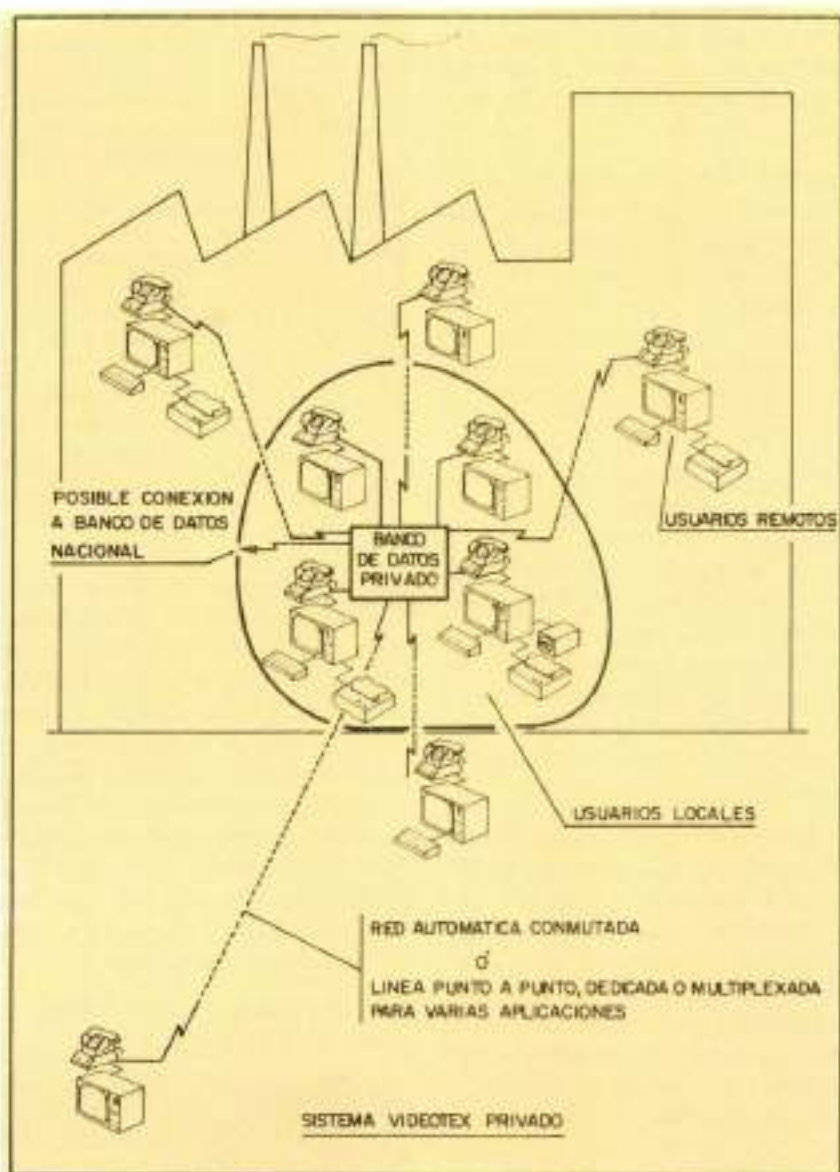 POSIBLE CONEXION
A BANCO DE DATOS
NACIONAL
BANCO
DE DATOS
PRIVADO
USUARIOS REMOTOS
USUARIOS LOCALES
RED AUTOMATICA CONMUTADA
ó
LINEA PUNTO A PUNTO, DEDICADA O MULTIPLEXADA
PARA VARIAS APLICACIONES
SISTEMA VIDEOTEX PRIVADO